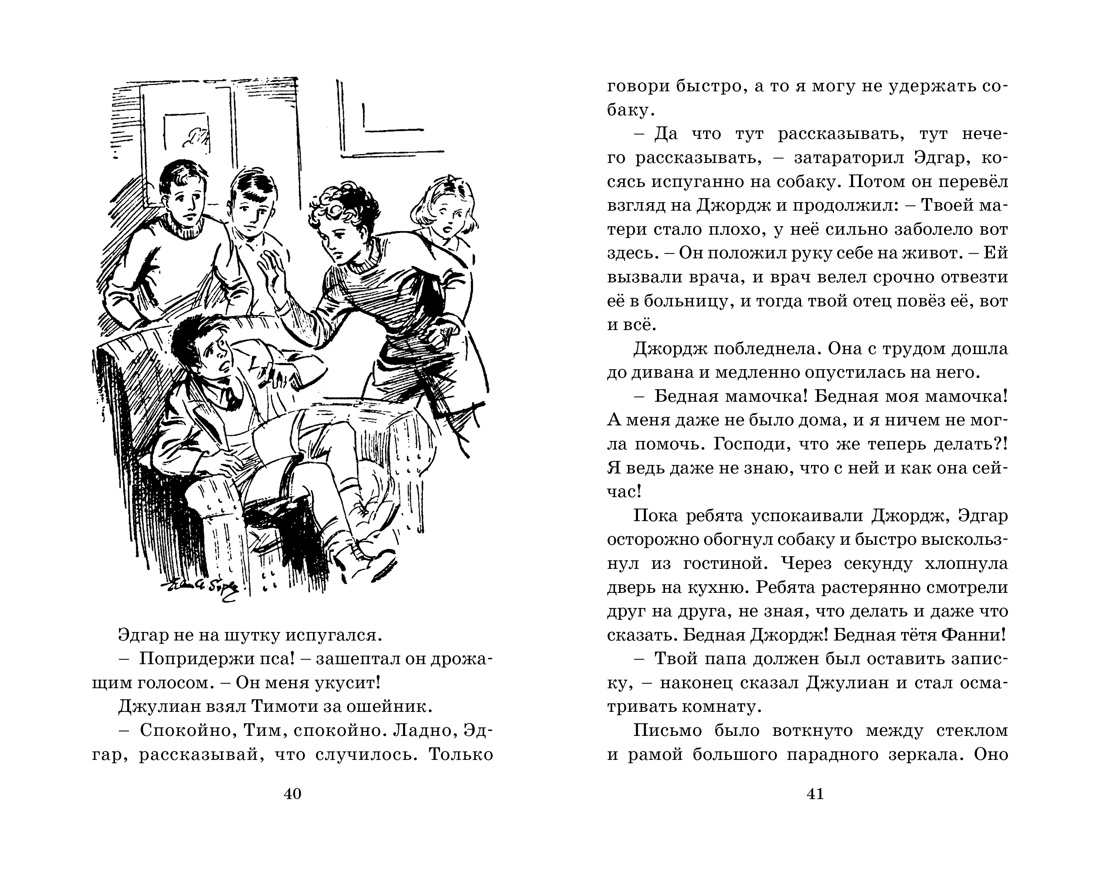 Эдгар не на шутку испугался.
– Попридержи пса! – зашептал он дрожа-
щим голосом. – Он меня укусит!
Джулиан взял Тимоти за ошейник.
– Спокойно, Тим, спокойно. Ладно, Эд-
гар, рассказывай, что случилось. Только
40
говори быстро, а то я могу не удержать со-
баку.
– Да что тут рассказывать, тут нече-
го рассказывать, – затараторил Эдгар, ко-
сясь испуганно на собаку. Потом он перевёл
взгляд на Джордж и продолжил: – Твоей ма-
тери стало плохо, у неё сильно заболело вот
здесь. – Он положил руку себе на живот. – Ей
вызвали врача, и врач велел срочно отвезти
её в больницу, и тогда твой отец повёз её, вот
и всё.
Джордж побледнела. Она с трудом дошла
до дивана и медленно опустилась на него.
– Бедная мамочка! Бедная моя мамочка!
А меня даже не было дома, и я ничем не мог-
ла помочь. Господи, что же теперь делать?!
Я ведь даже не знаю, что с ней и как она сей-
час!
Пока ребята успокаивали Джордж, Эдгар
осторожно обогнул собаку и быстро выскольз-
нул из гостиной. Через секунду хлопнула
дверь на кухню. Ребята растерянно смотрели
друг на друга, не зная, что делать и даже что
сказать. Бедная Джордж! Бедная тётя Фанни!
– Твой папа должен был оставить запис-
ку, – наконец сказал Джулиан и стал осма-
тривать комнату.
Письмо было воткнуто между стеклом
и рамой большого парадного зеркала. Оно
41